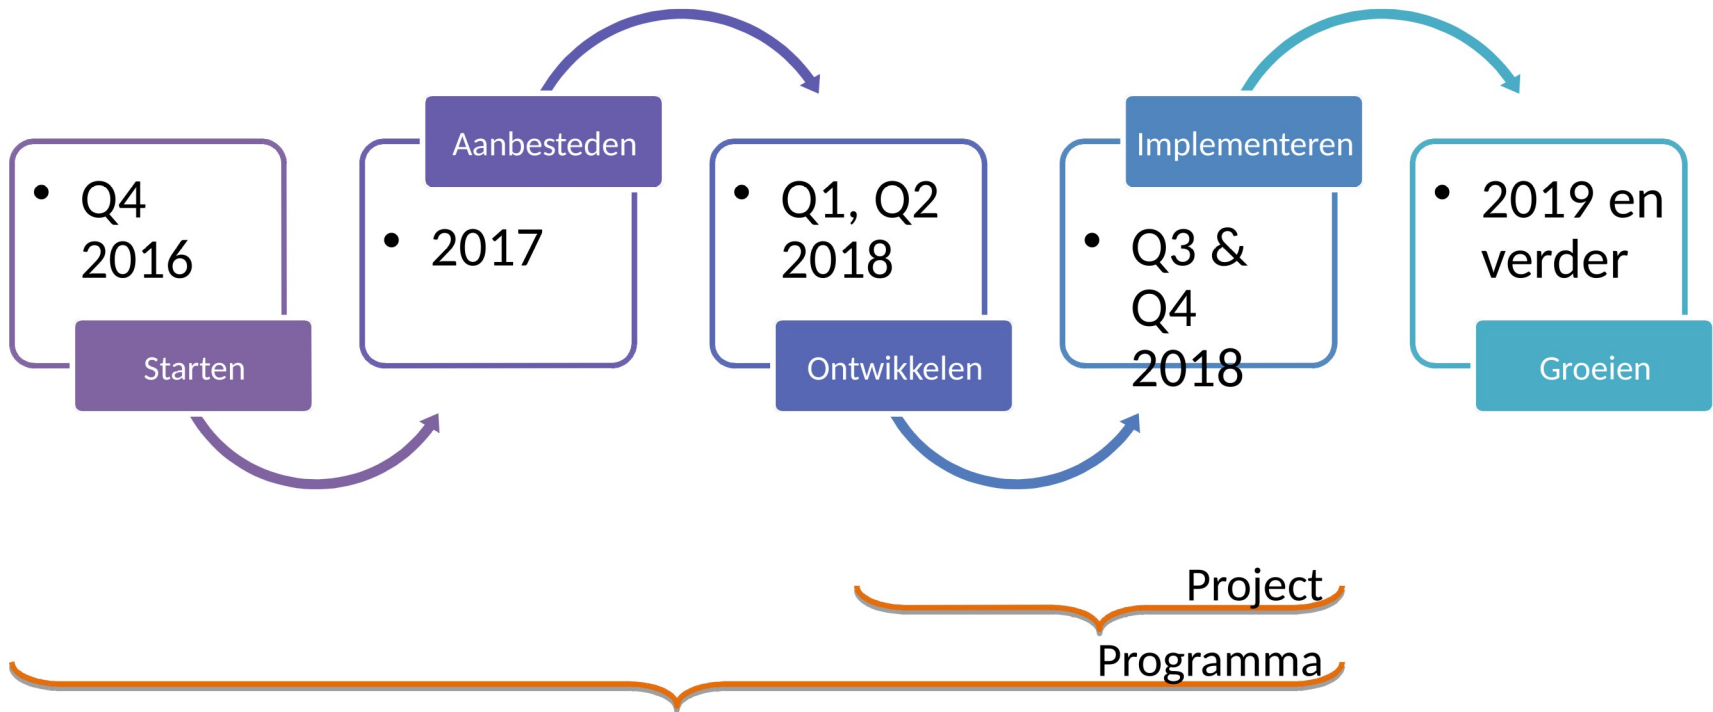 • Q4
2016
Starten
Aanbesteden
• 2017
• Q1, Q2
2018
Ontwikkelen
Implementeren
• Q3 &
Q4
2018
• 2019 en
verder
Groeien
Project
Programma